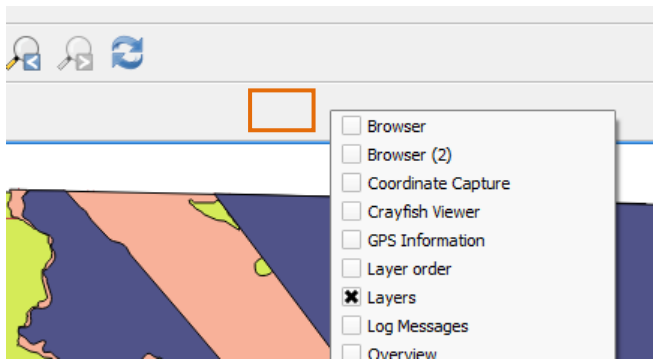 Browser
Browser (2)
Coordinate Capture
Crayfish Viewer
GPS Information
Layer order
Layers
Log Messages
Overview